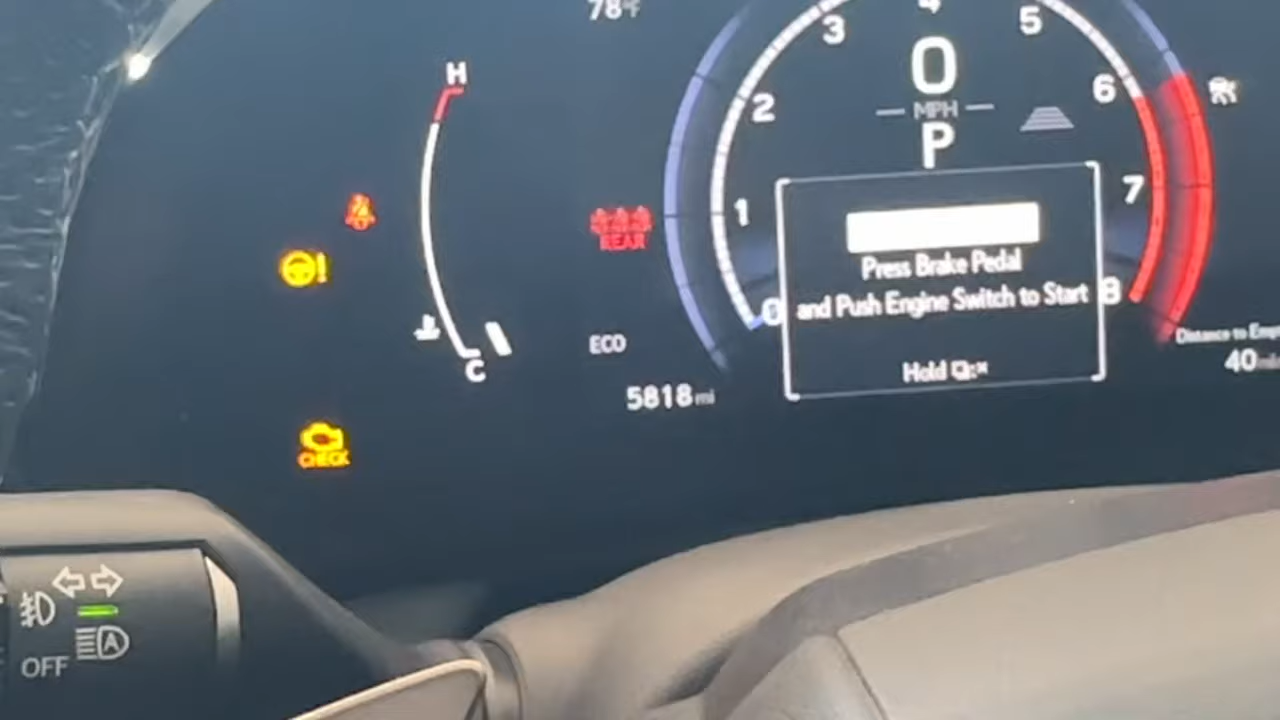 78°F
H
3
4
5
0
6
2
MPH
P
1
7
REAR
Press Brake Pedal
0
and Push Engine Switch to Start
8
ECO
C
Distance to Emp
Hold
40
5818 mi
CHECK
A
OFF